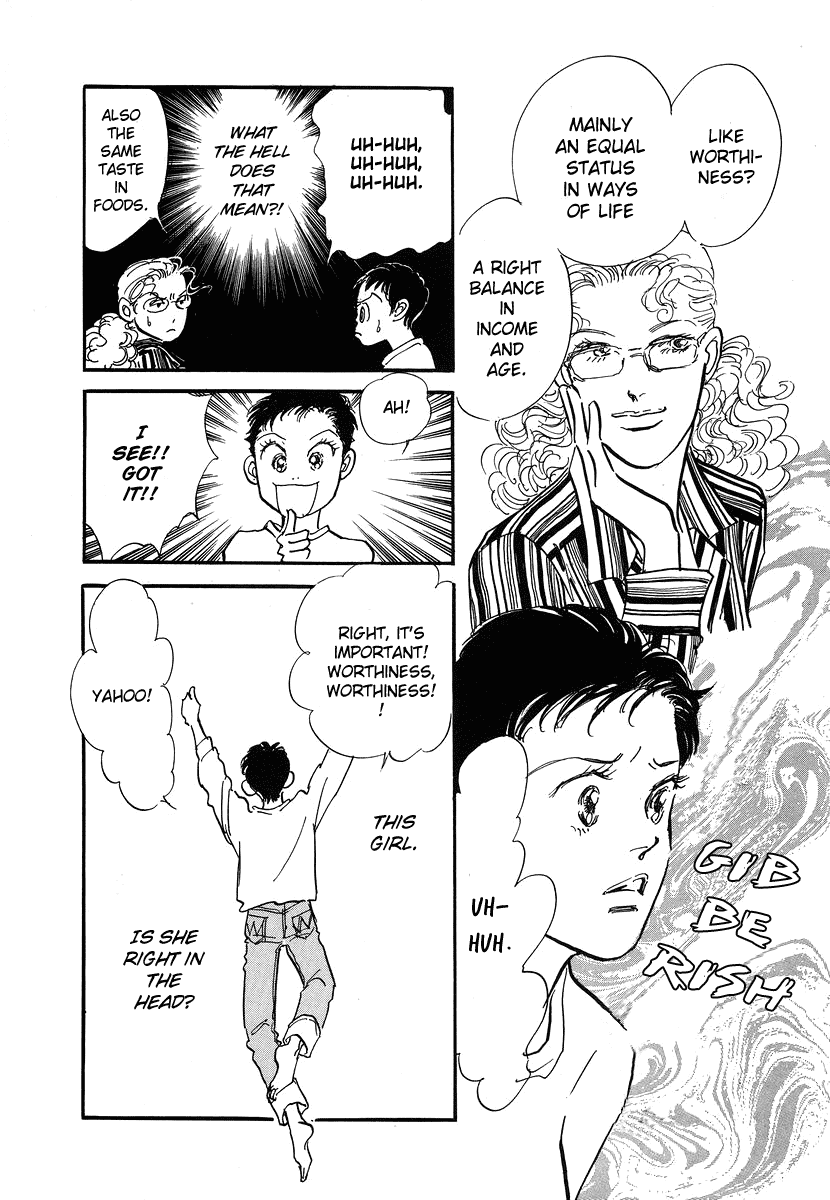 LIKE
WORTHI-
NESS?
MAINLY
AN EQUAL
STATUS
IN WAYS
OF LIFE
A RIGHT
BALANCE
IN
INCOME
AND
AGE.
UH-
HUH.
GIB
BE
RISH
UH-HUH,
UH-HUH,
UH-HUH.
WHAT
THE HELL
DOES
THAT
MEAN?!
ALSO
THE
SAME
TASTE
IN
FOODS.
AH!
I
SEE!!
GOT
IT!!
RIGHT, IT'S
IMPORTANT!
WORTHINESS,
WORTHINESS!
!
YAHOO!
THIS
GIRL.
IS SHE
RIGHT IN
THE
HEAD?